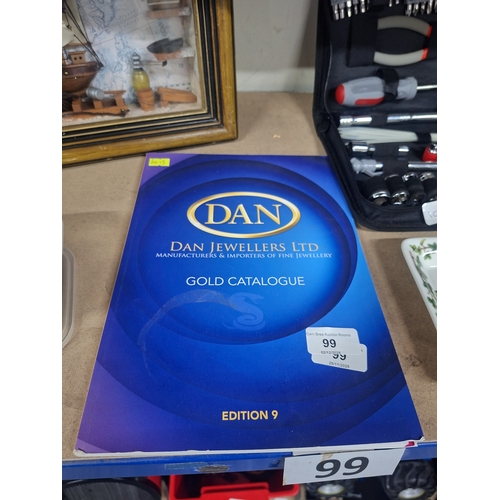 DAN
DAN JEWELLERS LTD
MANUFACTURERS & IMPORTERS OF FINE JEWELLERY
GOLD CATALOGUE
99
99
EDITION 9
99